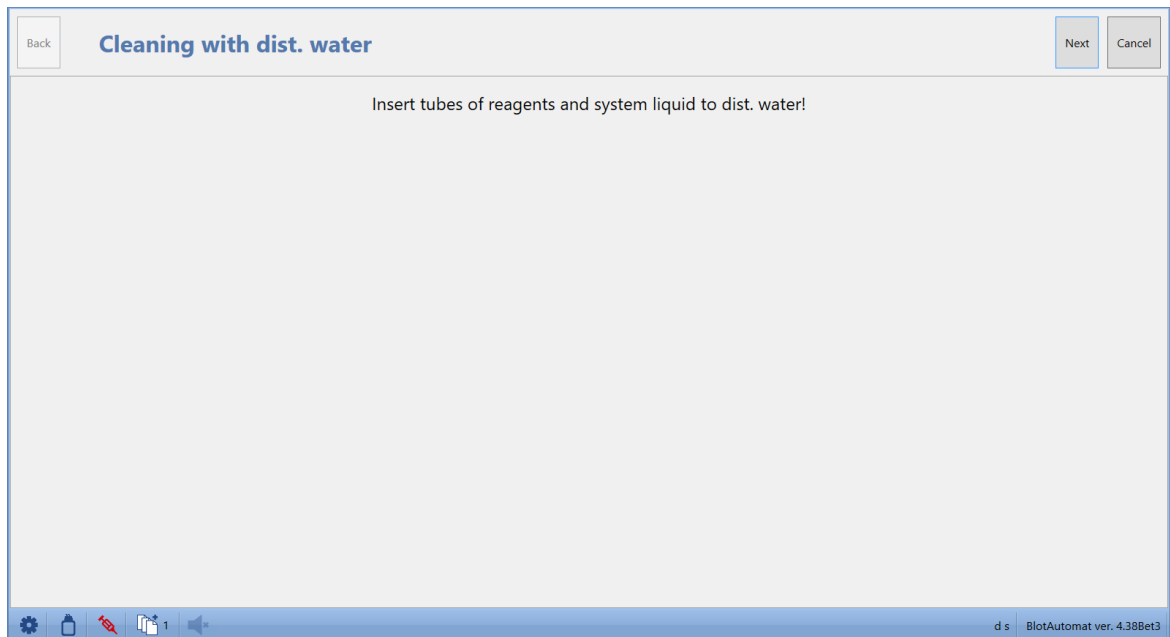 Back
Cleaning with dist. water
Next
Cancel
Insert tubes of reagents and system liquid to dist. water!
1
d s
BlotAutomat ver. 4.38Bet3